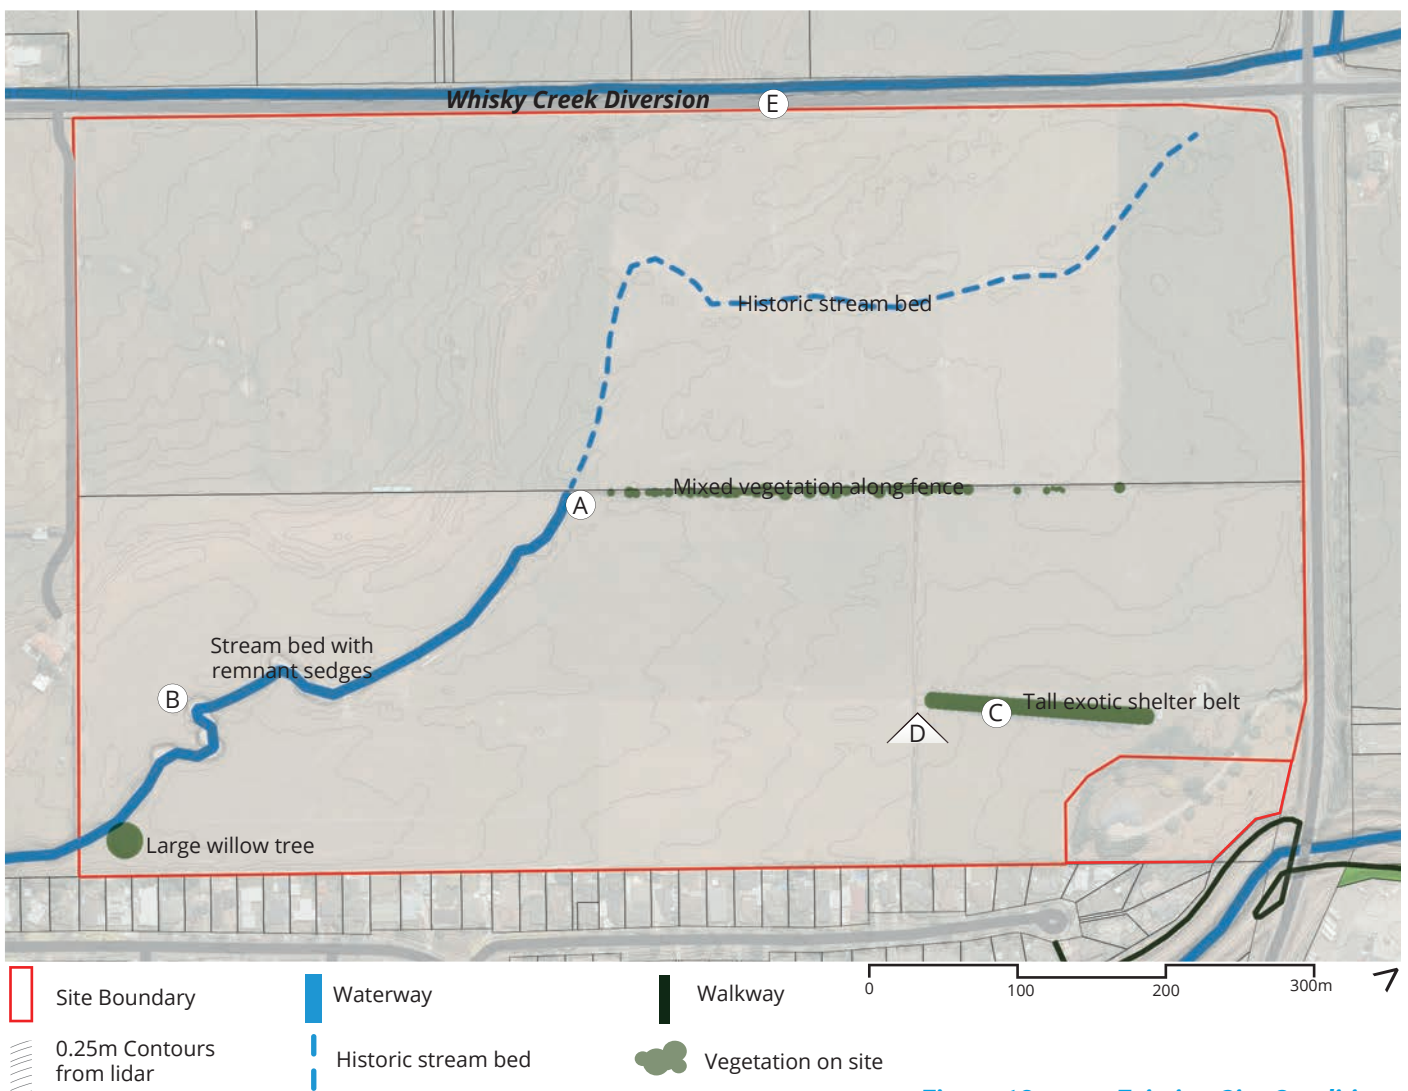 Whisky Creek Diversion
E
Historic stream bed
Mixed vegetation along fence
A
Stream bed with
remnant sedges
B
Tall exotic shelter belt
C
D
Large willow tree
Site Boundary
Waterway
Walkway
0
100
200
300m
0.25m Contours
from lidar
Historic stream bed
Vegetation on site